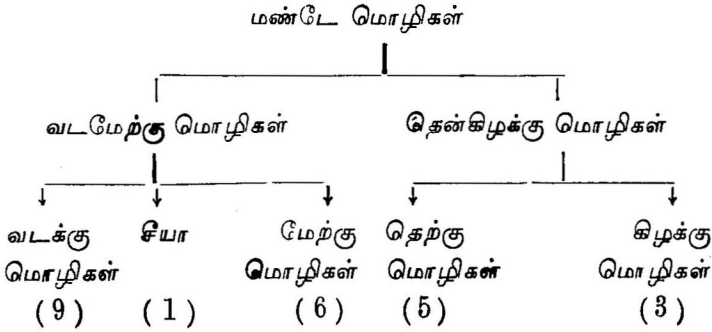 மண்டே மொழிகள்
வடமேற்கு மொழிகள் தென்கிழக்கு மொழிகள்
வடக்கு சீயா மேற்கு தெற்கு கிழக்கு
மொழிகள் மொழிகள் மொழிகள் மொழிகள்
(9) (1) (6) (5) (3)